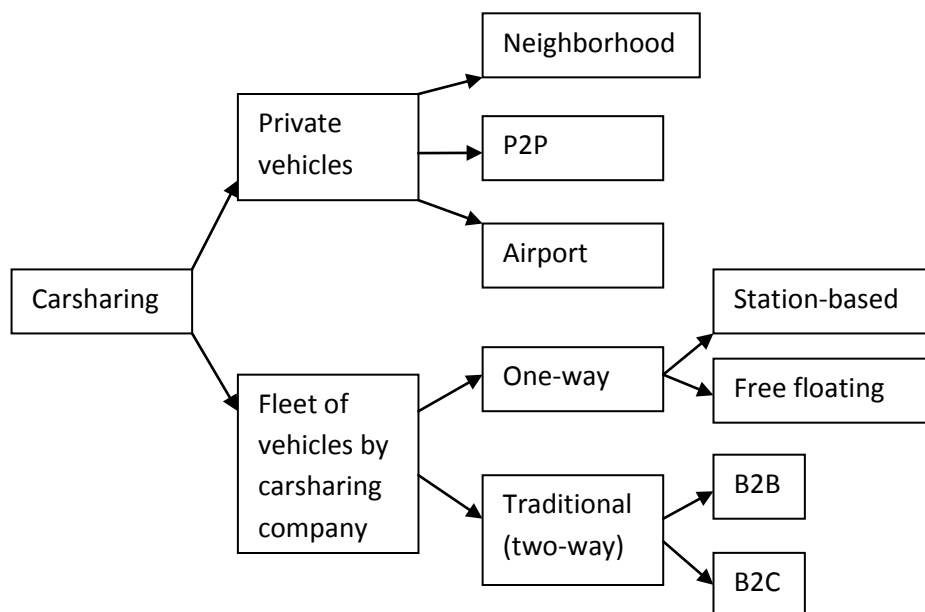 Neighborhood
Private
vehicles
P2P
Airport
Carsharing
Station-based
One-way
Free floating
Fleet of
vehicles by
carsharing
company
Traditional
(two-way)
B2B
B2C